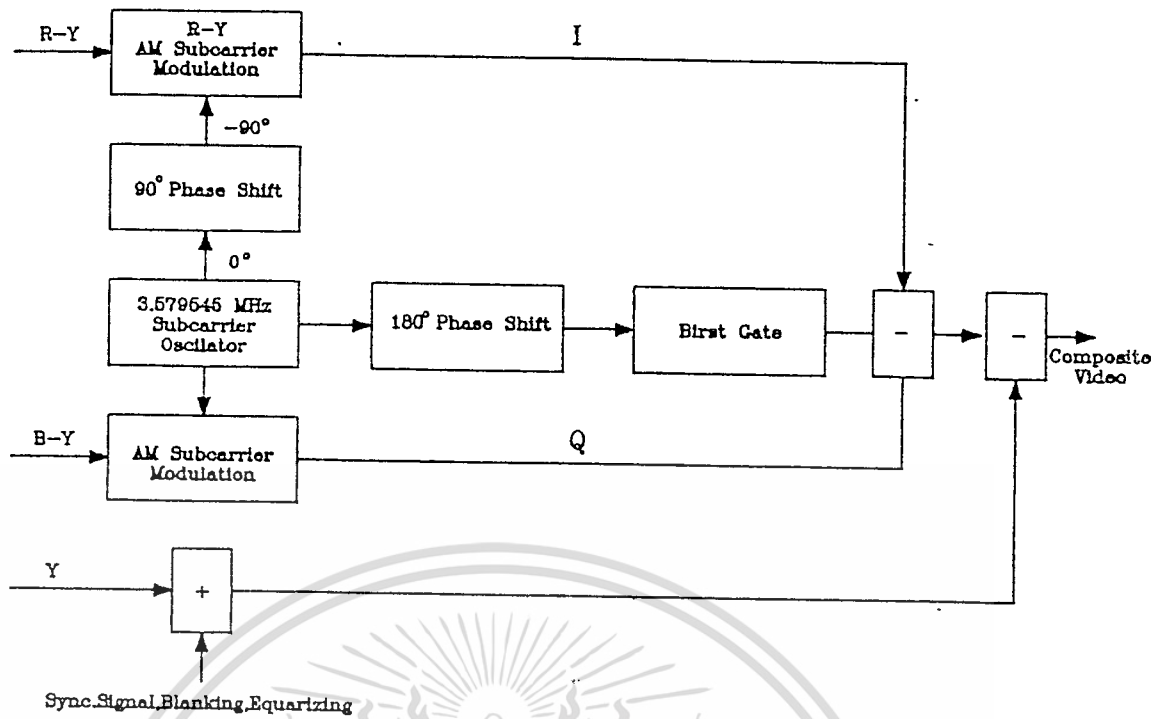 R-Y
R-Y
AM Subcarrier
Modulation
I
-90°
90° Phase Shift
0°
3.579545 MHz
Subcarrier
Oscilator
180° Phase Shift
Birst Gate
-
-
Composite
Video
B-Y
AM Subcarrier
Modulation
Q
Y
+
Sync.Signal,Blanking,Equarizing